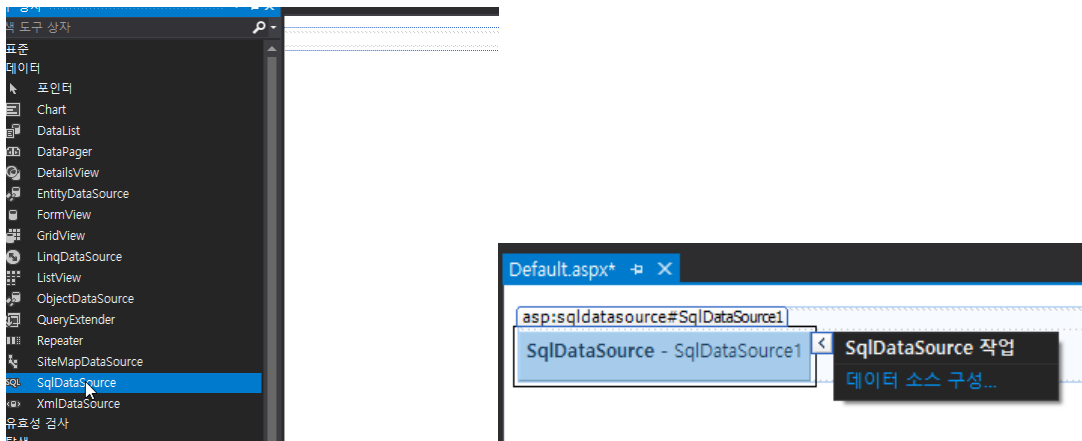 색 도구 상자
표준
데이터
포인터
Chart
DataList
DataPager
DetailsView
EntityDataSource
FormView
GridView
LinqDataSource
ListView
ObjectDataSource
QueryExtender
Repeater
SiteMapDataSource
SQL SqlDataSource
XmlDataSource
유효성 검사
Default.aspx*
asp:sqldatasource#SqlDataSource1
SqlDataSource - SqlDataSource1
SqlDataSource 작업
데이터 소스 구성...